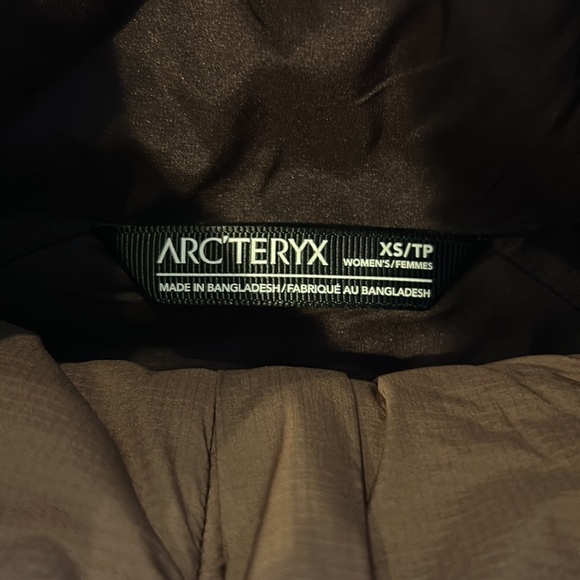 ARC'TERYX
XS/TP
WOMEN'S/FEMMES
MADE IN BANGLADESH/FABRIQUÉ AU BANGLADESH